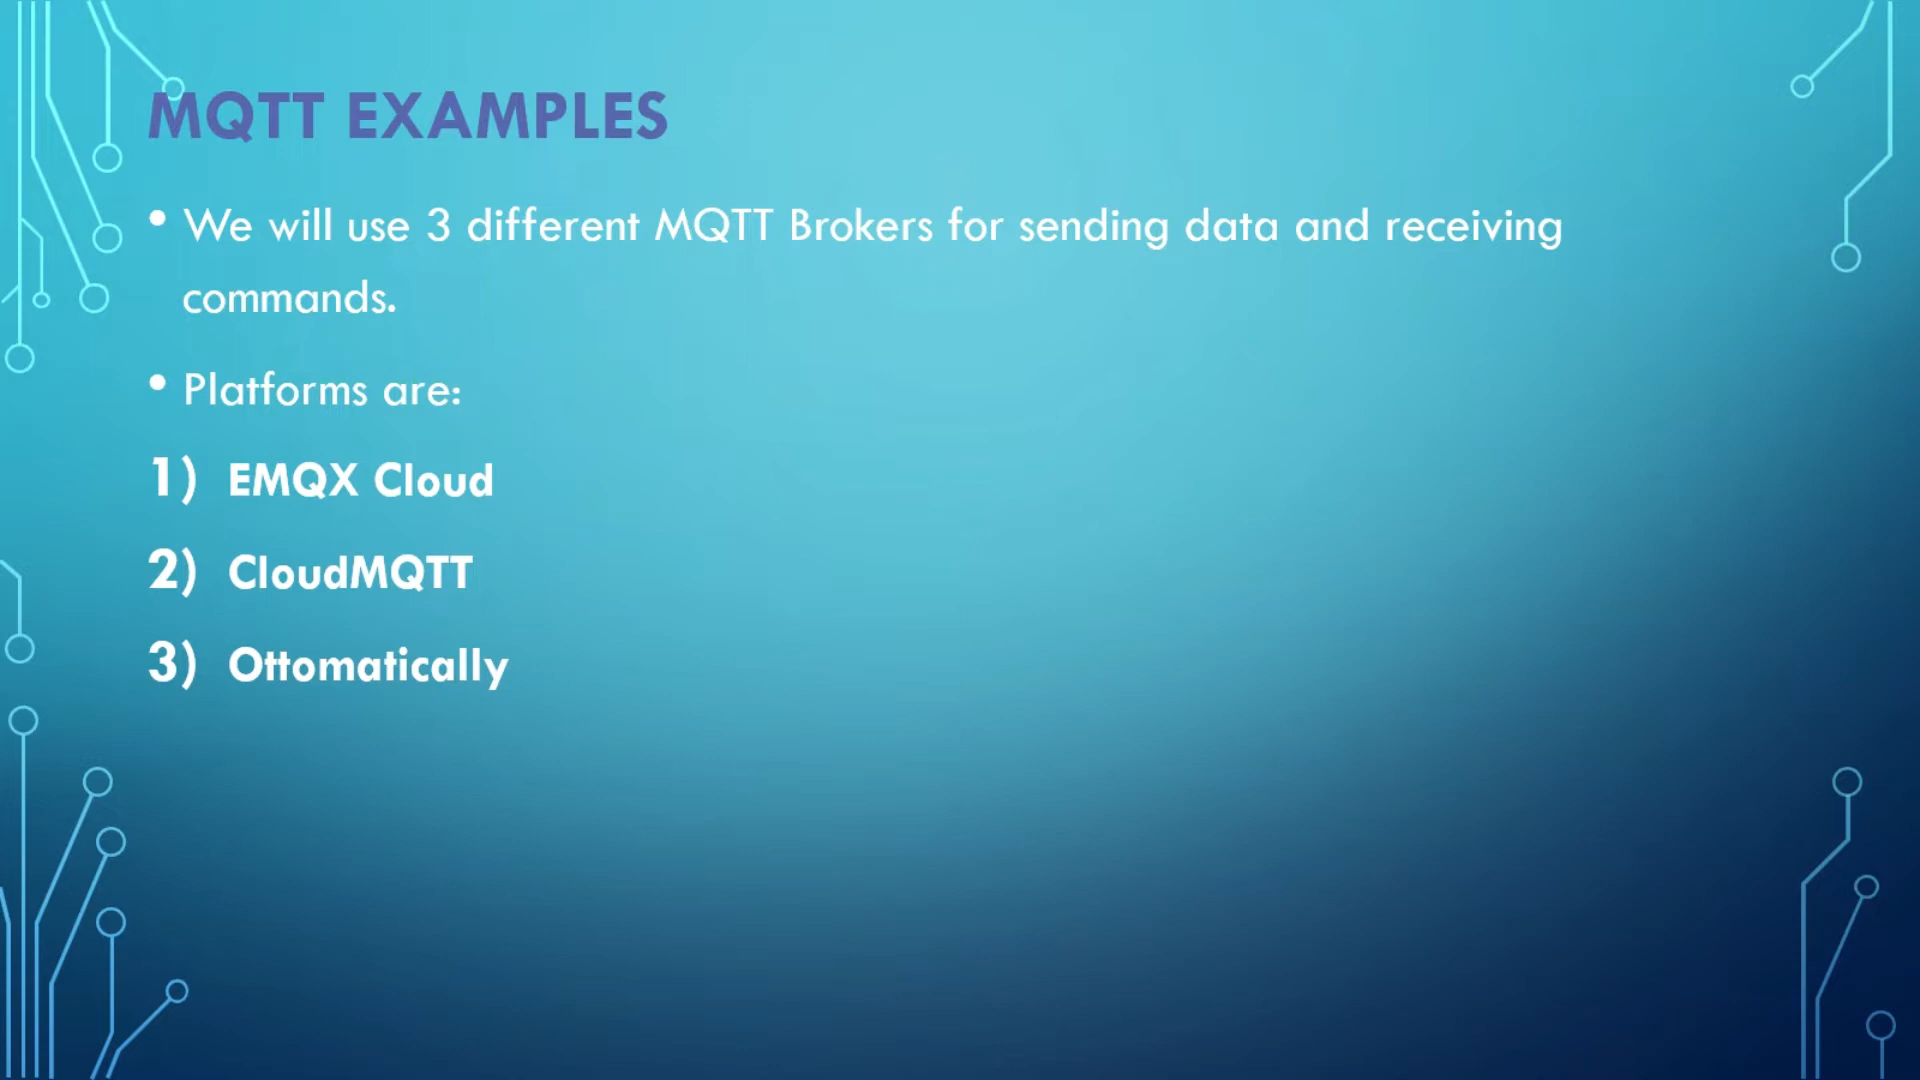 MQTT EXAMPLES
• We will use 3 different MQTT Brokers for sending data and receiving
commands.
• Platforms are:
1) EMQX Cloud
2) CloudMQTT
3) Ottomatically